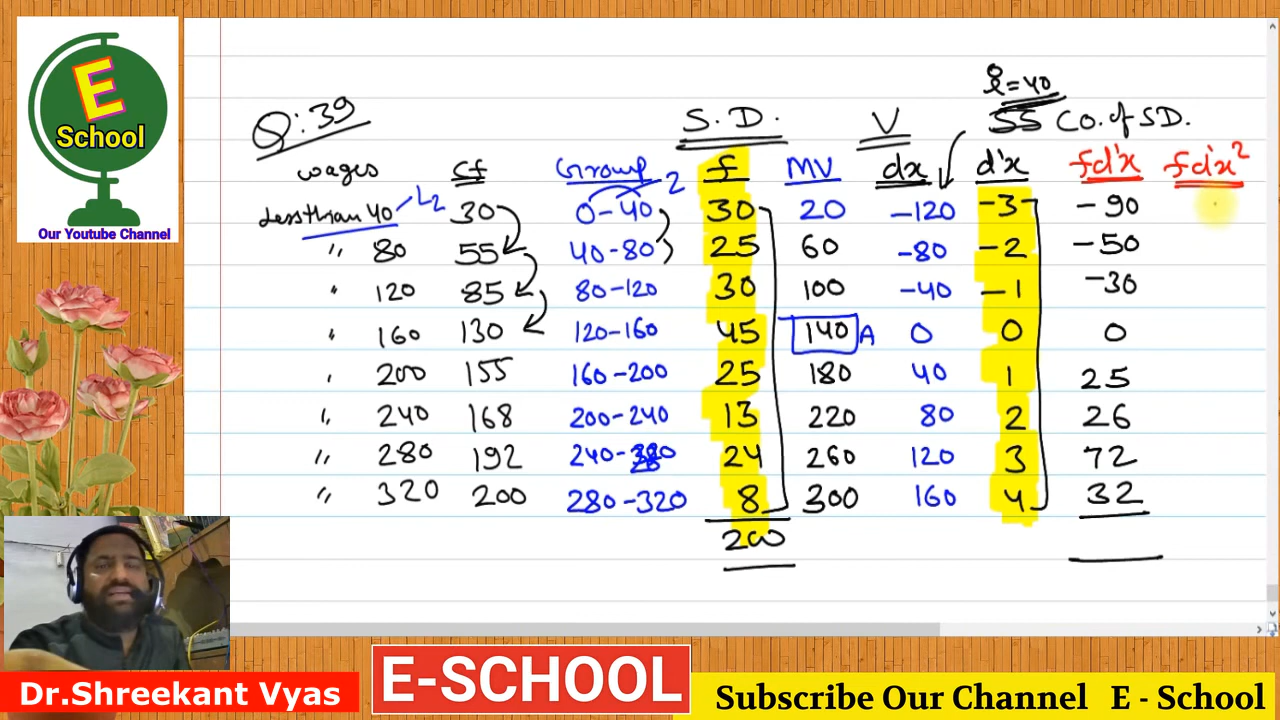 E
School
Our Youtube Channel
Q:39
S.D.
V
i=40
Co. of SD.
wages cf Group f MV dx d'x fd'x fd'x²
Less than 40 L2 30 0-40 2 30 20 -120 -3 -90
,, 80 55 40-80 25 60 -80 -2 -50
" 120 85 80-120 30 100 -40 -1 -30
" 160 130 120-160 45 140 A 0 0 0
" 200 155 160-200 25 180 40 1 25
" 240 168 200-240 13 220 80 2 26
,, 280 192 240- 24 260 120 3 72
" 320 200 280-320 8 300 160 4 32
200
Dr.Shreekant Vyas
E-SCHOOL
Subscribe Our Channel E - School